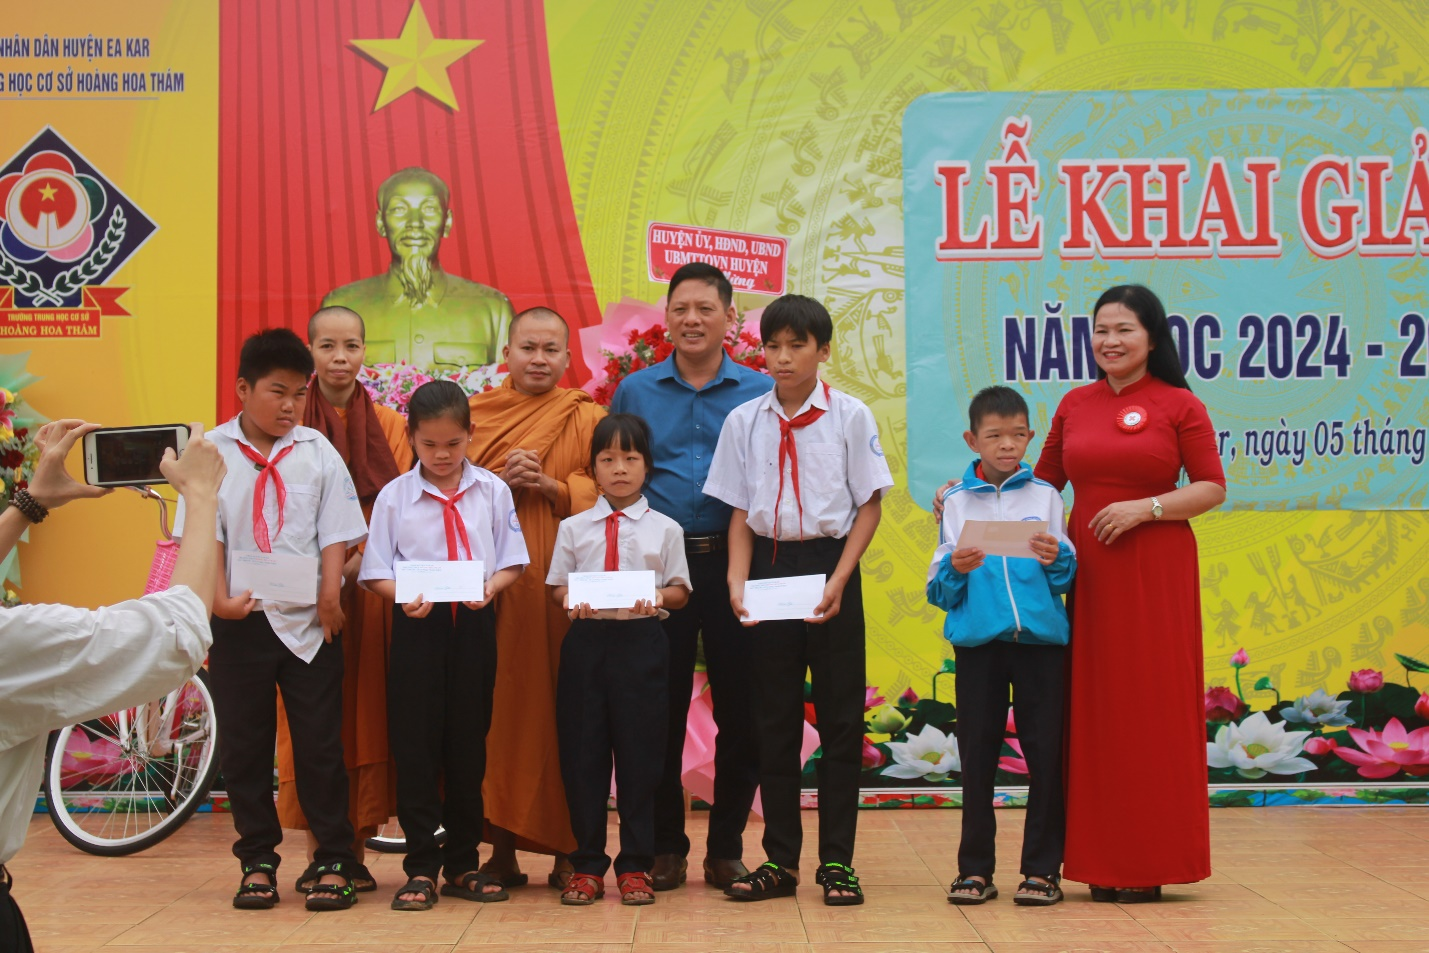 NHÂN DÂN HUYỆN EA KAR
HỌC CƠ SỞ HOÀNG HOA THÁM
TRƯỜNG TRUNG HỌC CƠ SỞ
HOÀNG HOA THÁM
HUYỆN ỦY, HĐND, UBND
UBMTTQVN HUYỆN
LỄ KHAI GIẢ
NĂM 2024 - 2
ngày 05 tháng